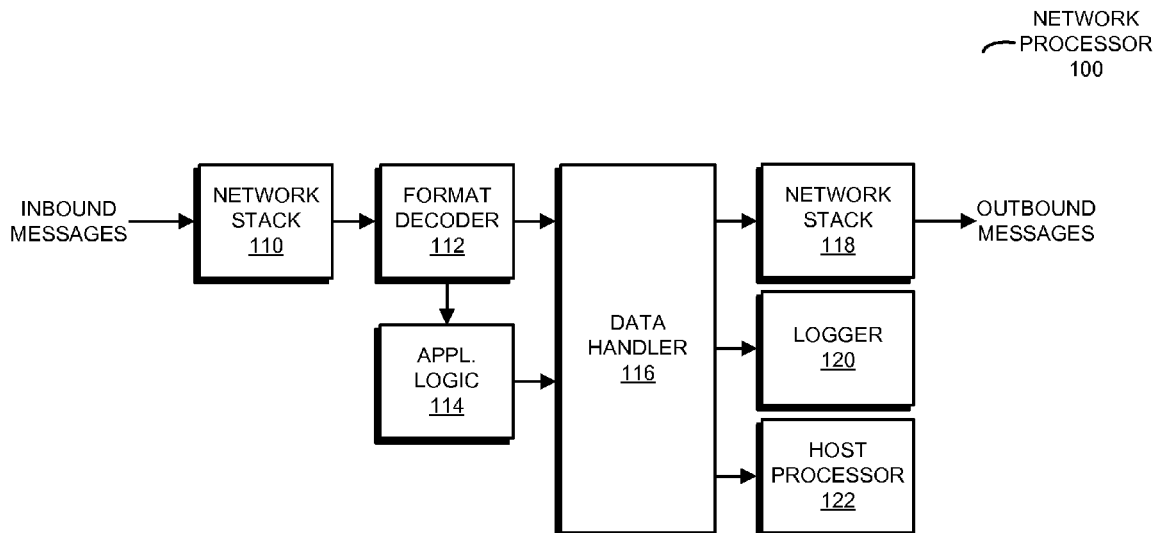 NETWORK
PROCESSOR
100
INBOUND
MESSAGES
NETWORK
STACK
110
FORMAT
DECODER
112
APPL.
LOGIC
114
DATA
HANDLER
116
NETWORK
STACK
118
OUTBOUND
MESSAGES
LOGGER
120
HOST
PROCESSOR
122